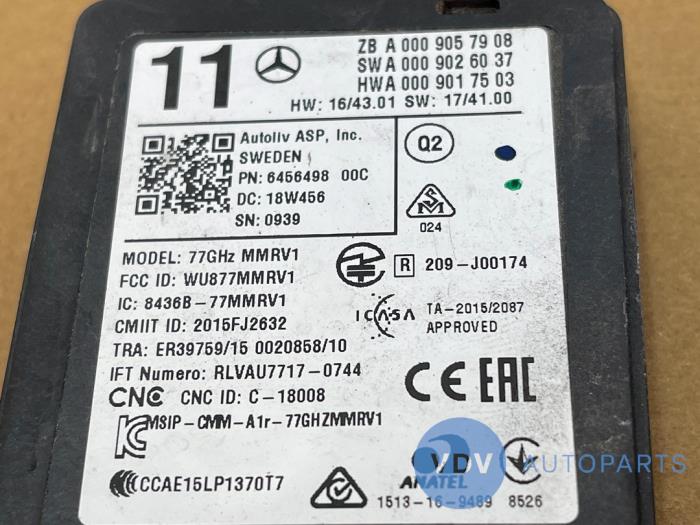 11
ZB A 000 905 79 08
SW A 000 902 60 37
HW A 000 901 75 03
HW: 16/43.01 SW: 17/41.00
Autoliv ASP, Inc.
SWEDEN
PN: 6456498 00C
DC: 18W456
SN: 0939
Q2
024
MODEL: 77GHz MMRV1
FCC ID: WU877MMRV1
IC: 8436B-77MMRV1
CMIIT ID: 2015FJ2632
TRA: ER39759/15 0020858/10
IFT Numero: RLVAU7717-0744
R 209-J00174
ICASA
TA-2015/2087
APPROVED
CNC CNC ID: C-18008
CE EAC
MSIP-CMM-A1r-77GHZMMRV1
CCAE15LP1370T7
ANATEL
1513-16-9489 8526
VDV AUTOPARTS